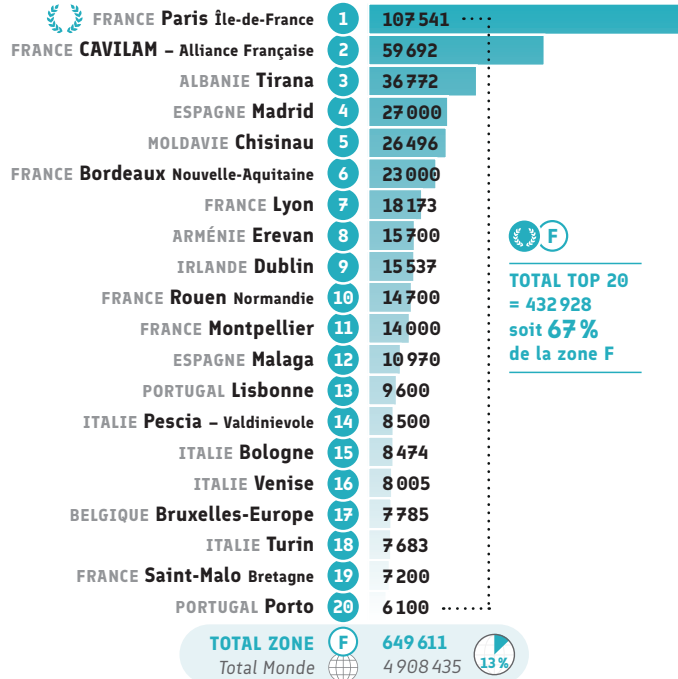 FRANCE Paris Île-de-France 1 107 541
FRANCE CAVILAM – Alliance Française 2 59 692
ALBANIE Tirana 3 36 772
ESPAGNE Madrid 4 27 000
MOLDAVIE Chisinau 5 26 496
FRANCE Bordeaux Nouvelle-Aquitaine 6 23 000
FRANCE Lyon 7 18 173
ARMÉNIE Erevan 8 15 700
IRLANDE Dublin 9 15 537
FRANCE Rouen Normandie 10 14 700
FRANCE Montpellier 11 14 000
ESPAGNE Malaga 12 10 970
PORTUGAL Lisbonne 13 9 600
ITALIE Pescia – Valdinievole 14 8 500
ITALIE Bologne 15 8 474
ITALIE Venise 16 8 005
BELGIQUE Bruxelles-Europe 17 7 785
ITALIE Turin 18 7 683
FRANCE Saint-Malo Bretagne 19 7 200
PORTUGAL Porto 20 6 100
F
TOTAL TOP 20
= 432 928
soit 67 %
de la zone F
TOTAL ZONE F 649 611
Total Monde 4 908 435
13 %